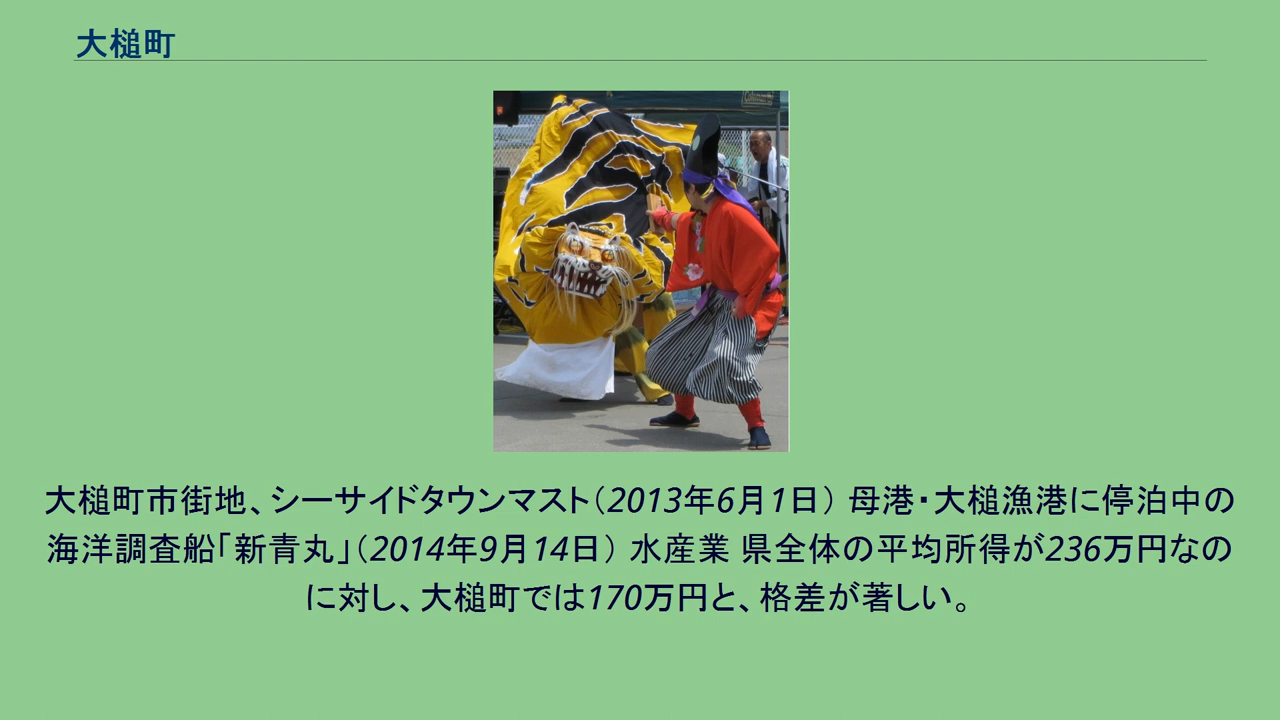 大槌町
大槌町市街地、シーサイドタウンマスト（2013年6月1日） 母港・大槌漁港に停泊中の
海洋調査船「新青丸」（2014年9月14日） 水産業 県全体の平均所得が236万円なの
に対し、大槌町では170万円と、格差が著しい。